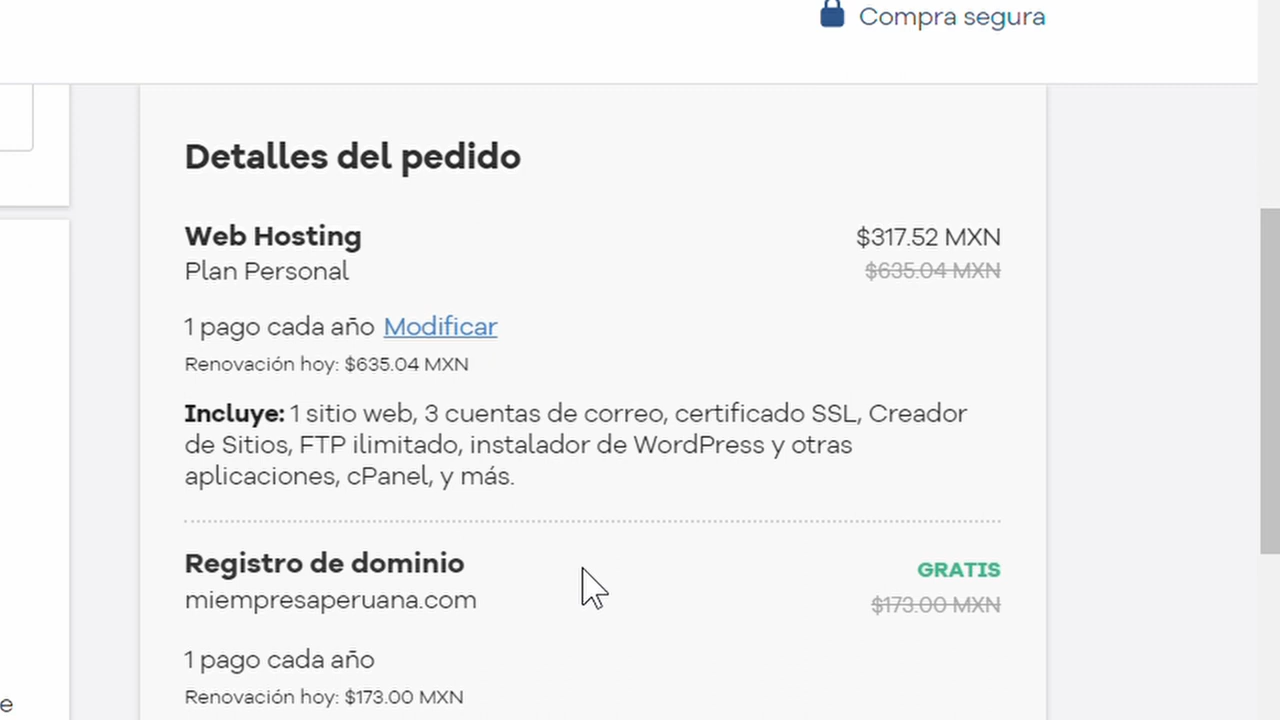 Compra segura
Detalles del pedido
Web Hosting $317.52 MXN
Plan Personal $635.04 MXN
1 pago cada año Modificar
Renovación hoy: $635.04 MXN
Incluye: 1 sitio web, 3 cuentas de correo, certificado SSL, Creador
de Sitios, FTP ilimitado, instalador de WordPress y otras
aplicaciones, cPanel, y más.
Registro de dominio GRATIS
miempresaperuana.com $173.00 MXN
1 pago cada año
Renovación hoy: $173.00 MXN
e